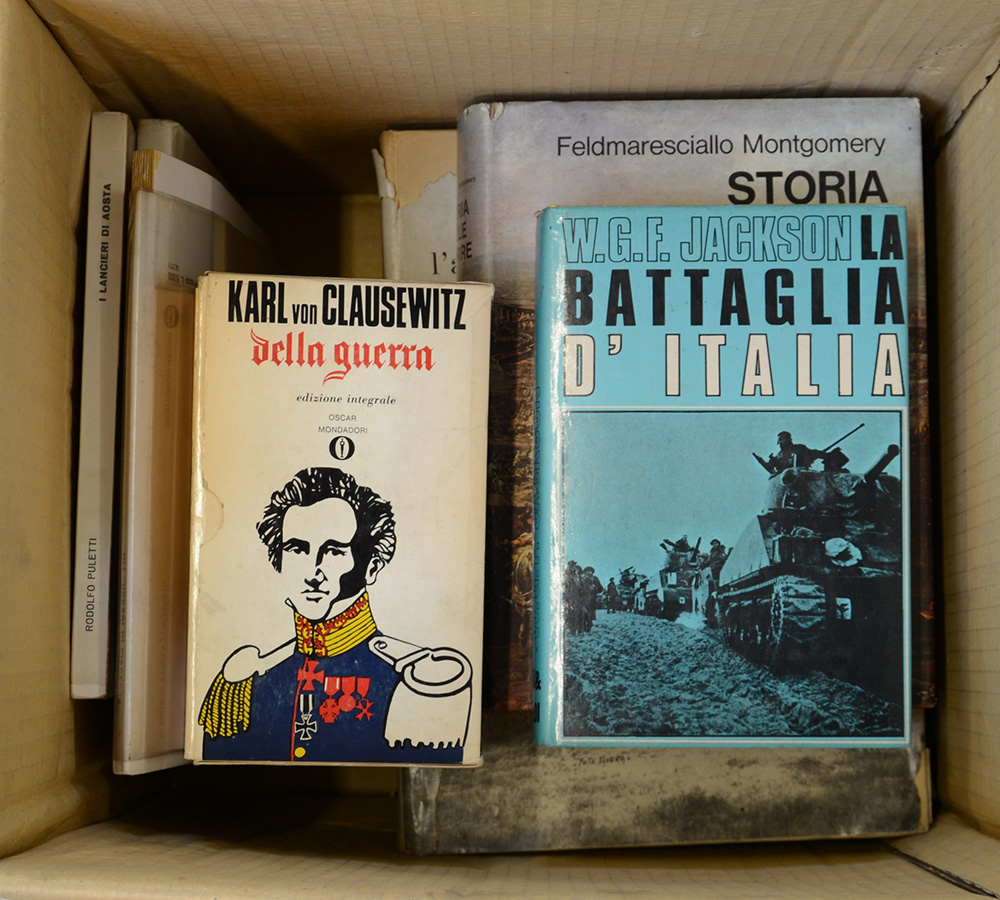 I LANCIERI DI AOSTA
RODOLFO PULETTI
KARL von CLAUSEWITZ
della guerra
edizione integrale
OSCAR
MONDADORI
Feldmaresciallo Montgomery
STORIA
W.G.F. JACKSON LA
BATTAGLIA
D' ITALIA